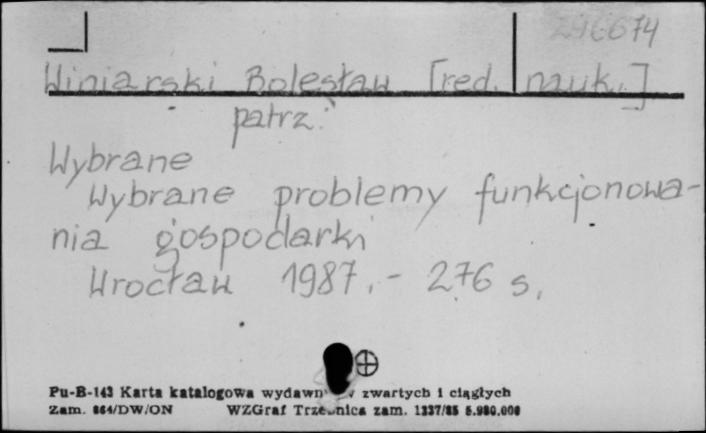 296674
Winiarski Bolesław [red. nauk.]
patrz:
Wybrane
Wybrane problemy funkcjonowa-
nia gospodarki
Wrocław 1987.- 276 s.
Pu-B-143 Karta katalogowa wydawn zwartych i ciągłych
Zam. 864/DW/ON WZGraf Trzebnica zam. 1337/85 5.980.000